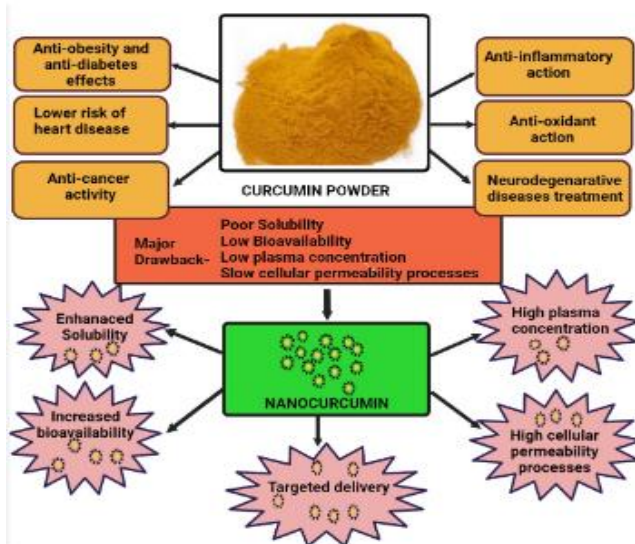 Anti-obesity and
anti-diabetes
effects
Lower risk of
heart disease
Anti-cancer
activity
Anti-inflammatory
action
Anti-oxidant
action
Neurodegenarative
diseases treatment
CURCUMIN POWDER
Major
Drawback-
Poor Solubility
Low Bioavailability
Low plasma concentration
Slow cellular permeability processes
Enhanaced
Solubility
Increased
bioavailability
NANOCURCUMIN
Targeted delivery
High plasma
concentration
High cellular
permeability
processes